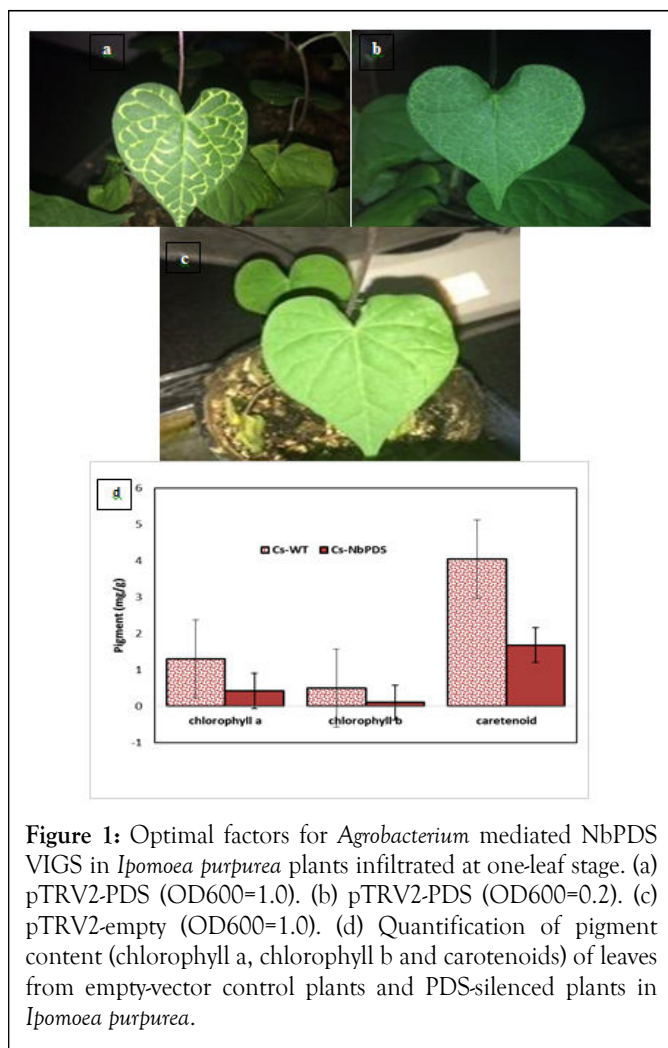 a
b
c
d
6
5
4
3
2
1
0
-1
Pigment (mg/g)
Cs-WT Cs-NbPDS
chlorophyll a chlorophyll b caretenoid
Figure 1: Optimal factors for Agrobacterium mediated NbPDS
VIGS in Ipomoea purpurea plants infiltrated at one-leaf stage. (a)
pTRV2-PDS (OD600=1.0). (b) pTRV2-PDS (OD600=0.2). (c)
pTRV2-empty (OD600=1.0). (d) Quantification of pigment
content (chlorophyll a, chlorophyll b and carotenoids) of leaves
from empty-vector control plants and PDS-silenced plants in
Ipomoea purpurea.